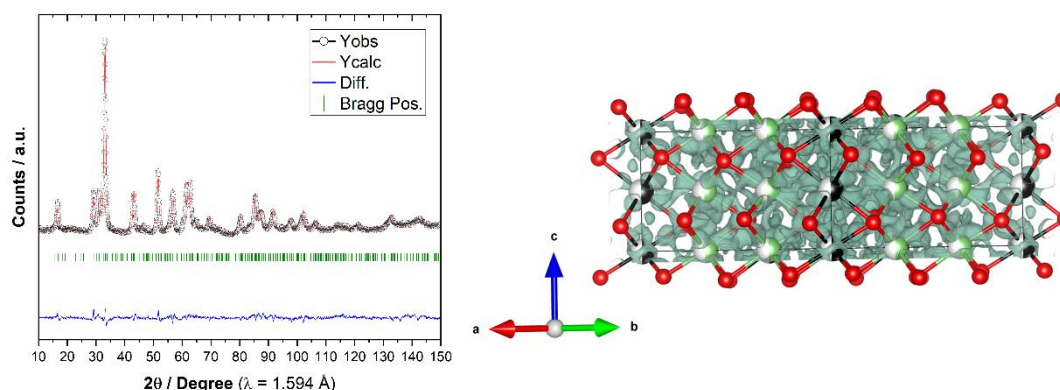 Counts / a.u.
Yobs
Ycalc
Diff.
Bragg Pos.
10 20 30 40 50 60 70 80 90 100 110 120 130 140 150
2θ / Degree (λ = 1.594 Å)
c
a
b